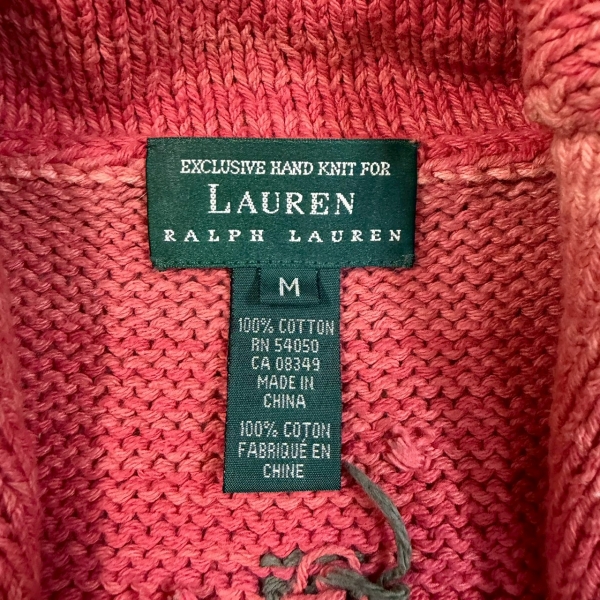 EXCLUSIVE HAND KNIT FOR
LAUREN
RALPH LAUREN
M
100% COTTON
RN 54050
CA 08349
MADE IN
CHINA
100% COTON
FABRIQUÉ EN
CHINE